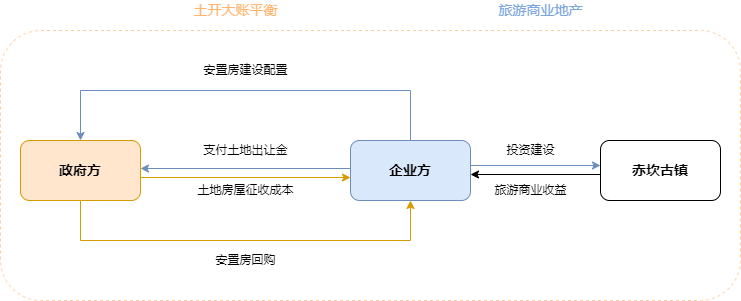 土开大账平衡
旅游商业地产
安置房建设配置
政府方
支付土地出让金
土地房屋征收成本
企业方
投资建设
旅游商业收益
赤坎古镇
安置房回购